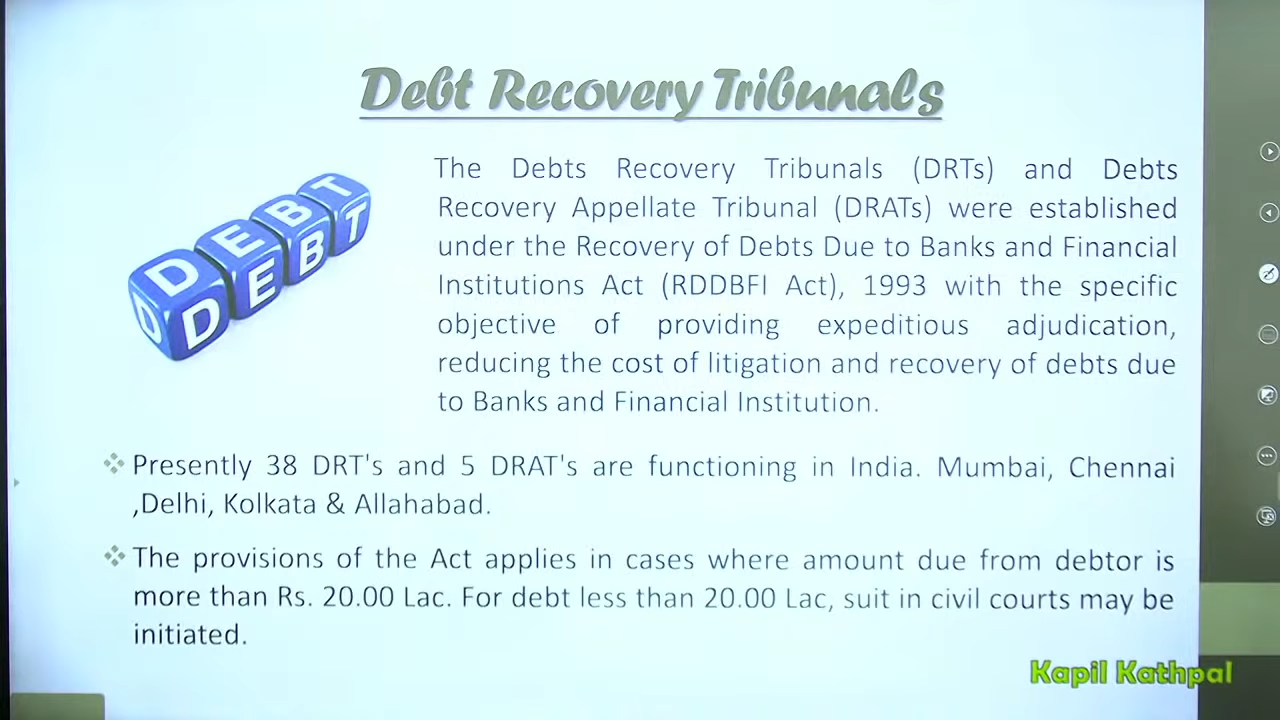 Debt Recovery Tribunals
DEBT
DEBT
D
The Debts Recovery Tribunals (DRTs) and Debts
Recovery Appellate Tribunal (DRATs) were established
under the Recovery of Debts Due to Banks and Financial
Institutions Act (RDDBFI Act), 1993 with the specific
objective of providing expeditious adjudication,
reducing the cost of litigation and recovery of debts due
to Banks and Financial Institution.
Presently 38 DRT's and 5 DRAT's are functioning in India. Mumbai, Chennai
,Delhi, Kolkata & Allahabad.
The provisions of the Act applies in cases where amount due from debtor is
more than Rs. 20.00 Lac. For debt less than 20.00 Lac, suit in civil courts may be
initiated.
Kapil Kathpal